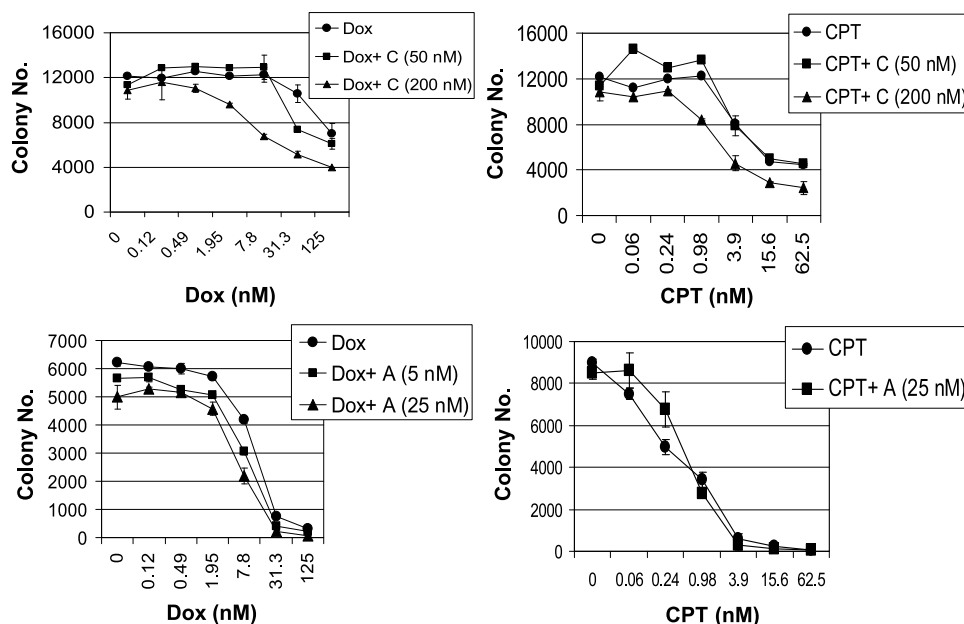 Dox
Dox+ C (50 nM)
Dox+ C (200 nM)
Colony No.
16000
12000
8000
4000
0
0
0.12
0.49
1.95
7.8
31.3
125
Dox (nM)
CPT
CPT+ C (50 nM)
CPT+ C (200 nM)
Colony No.
16000
12000
8000
4000
0
0
0.06
0.24
0.98
3.9
15.6
62.5
CPT (nM)
Dox
Dox+ A (5 nM)
Dox+ A (25 nM)
Colony No.
7000
6000
5000
4000
3000
2000
1000
0
0
0.12
0.49
1.95
7.8
31.3
125
Dox (nM)
CPT
CPT+ A (25 nM)
Colony No.
10000
8000
6000
4000
2000
0
0 0.06 0.24 0.98 3.9 15.6 62.5
CPT (nM)